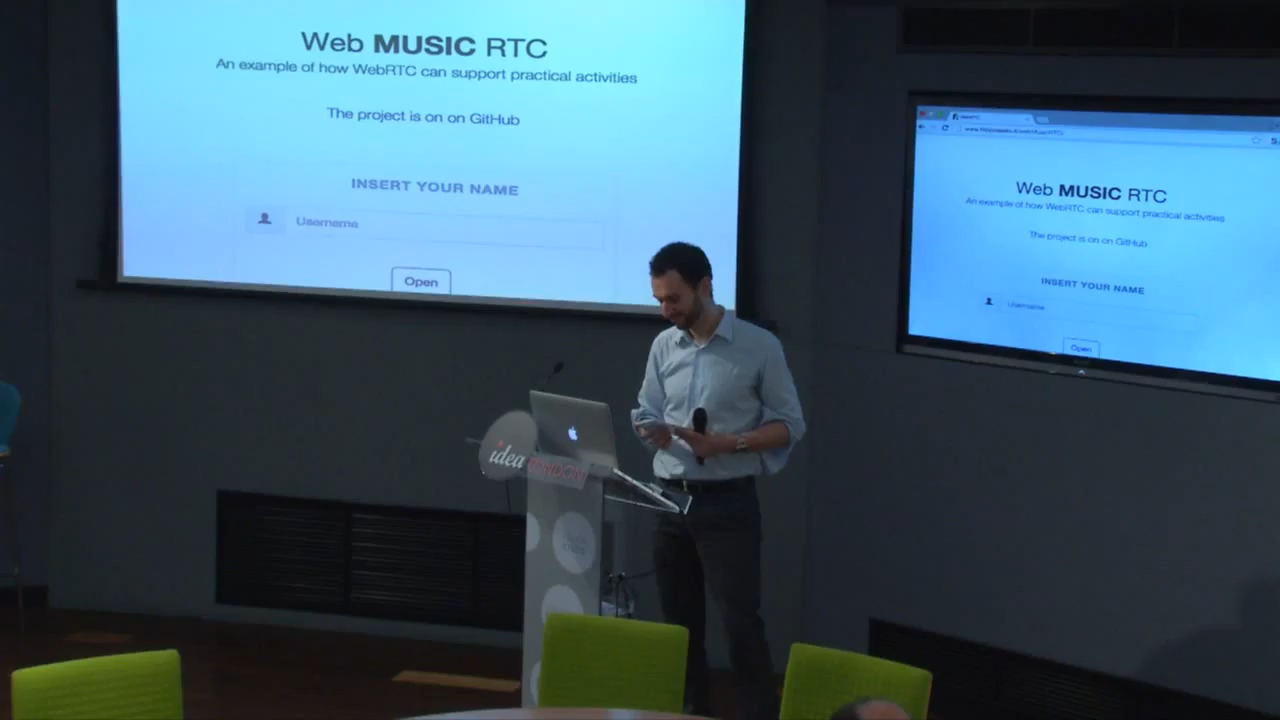 Web MUSIC RTC
An example of how WebRTC can support practical activities
The project is on on GitHub
INSERT YOUR NAME
Username
Open
Web MUSIC RTC
An example of how WebRTC can support practical activities
The project is on on GitHub
INSERT YOUR NAME
Username
Open
idea
LONDON